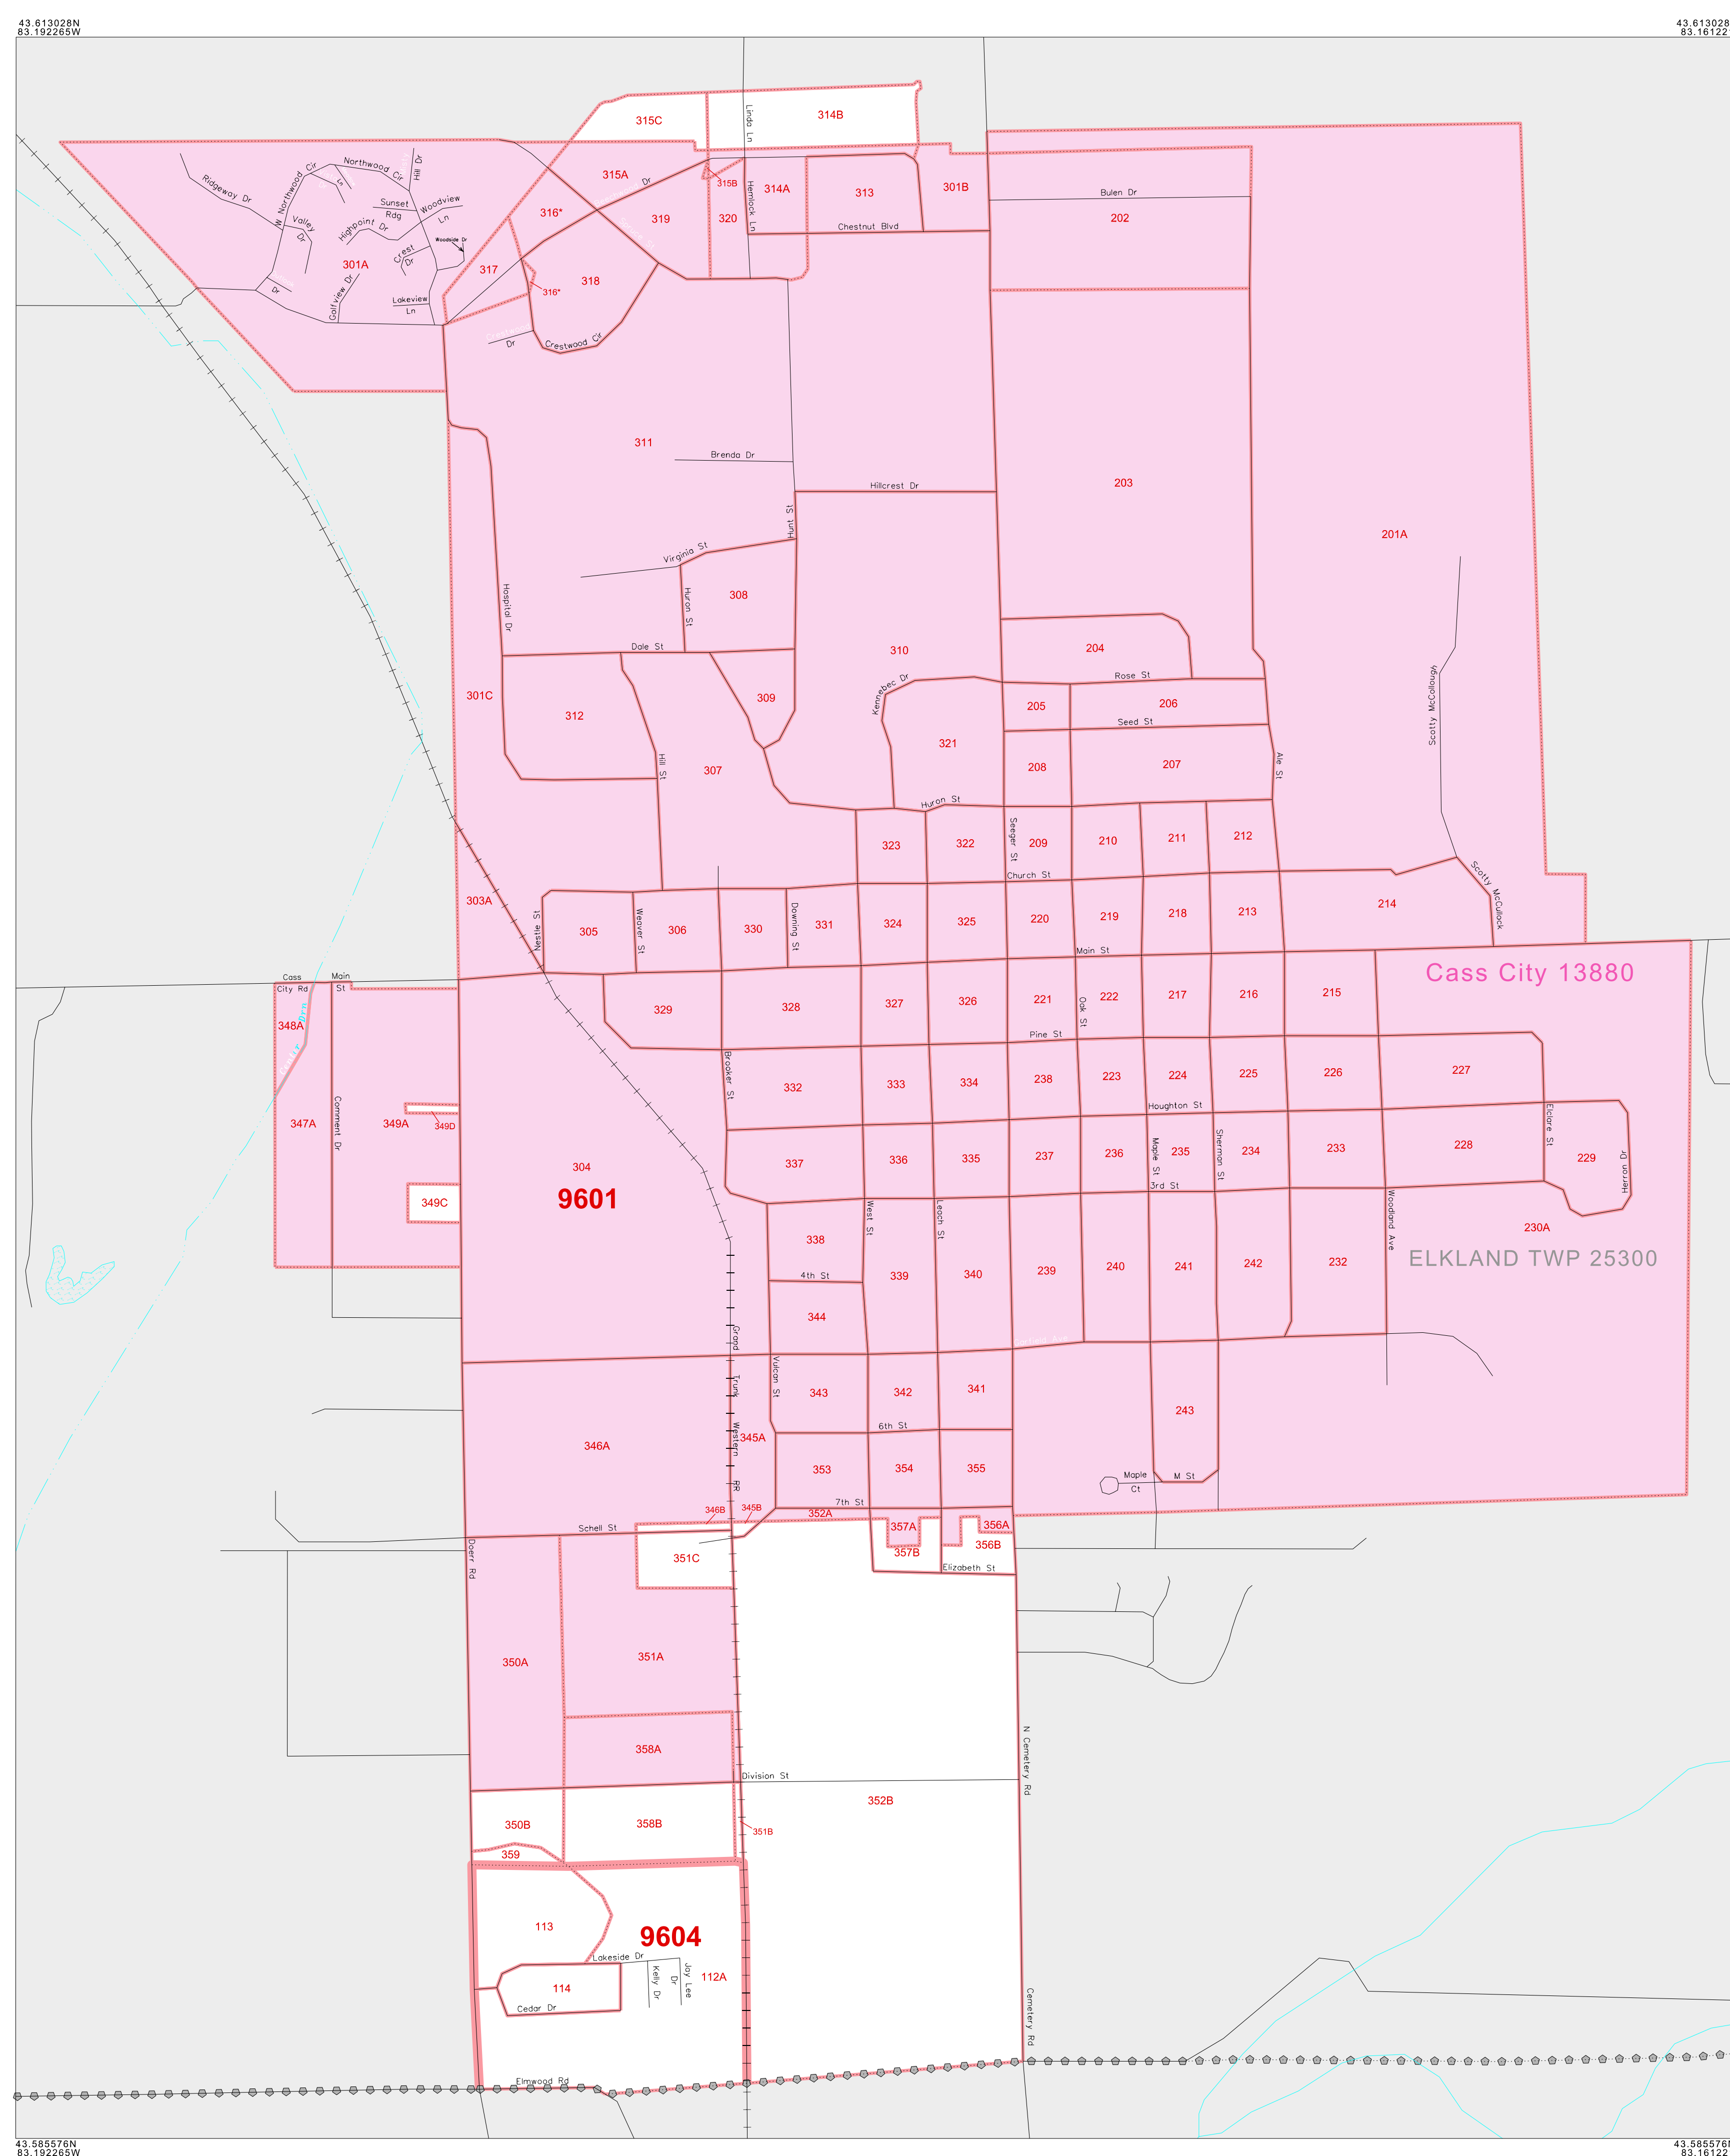 43.613028N
83.192265W
43.613028
83.16122
Linda Ln
315C
314B
Northwood Cir
Hill Dr
Ridgeway Dr
W Northwood Cir
Ln
Sunset
Rdg
Woodview
Ln
Valley
Dr
Highpoint Dr
Woodside Dr
Crest
Dr
301A
Dr
Golfview Dr
Lakeview
Ln
315A
Dr
315B
314A
313
301B
Hemlock Ln
Bulen Dr
202
316*
319
320
Chestnut Blvd
317
316*
318
Dr
Crestwood Cir
311
Brenda Dr
Hillcrest Dr
203
201A
Hunt St
Virginia St
Hospital Dr
Huron St
308
Dale St
310
204
Rose St
301C
312
309
Kennebec Dr
205
206
Seed St
Scotty McCollough
321
208
207
Ale St
Hill St
307
Huron St
Seeger St
323
322
209
210
211
212
Church St
Scotty McCullock
303A
Nestle St
305
Weaver St
306
330
Downing St
331
324
325
220
219
218
213
214
Main St
Cass City 13880
Cass
City Rd
Main
St
348A
Drn
329
328
327
326
221
Oak St
222
217
216
215
Pine St
Brooker St
332
333
334
238
223
224
225
226
227
Houghton St
347A
Comment Dr
349A
349D
304
9601
349C
337
336
335
237
236
Maple St
235
Sherman St
234
233
228
Elclare St
229
Herron Dr
3rd St
West St
Leach St
Woodland Ave
230A
ELKLAND TWP 25300
338
4th St
339
340
239
240
241
242
232
344
Garfield Ave
Grand Trunk Western RR
Vulcan St
343
342
341
243
6th St
346A
345A
353
354
355
Maple
Ct
M St
7th St
346B
345B
352A
357A
356A
Schell St
Doerr Rd
351C
357B
356B
Elizabeth St
350A
351A
358A
N Cemetery Rd
Division St
350B
358B
352B
351B
359
113
9604
Lakeside Dr
114
Kelly Dr
Jay Lee
Dr
112A
Cedar Dr
Cemetery Rd
Elmwood Rd
43.585576N
83.192265W
43.585576N
83.16122